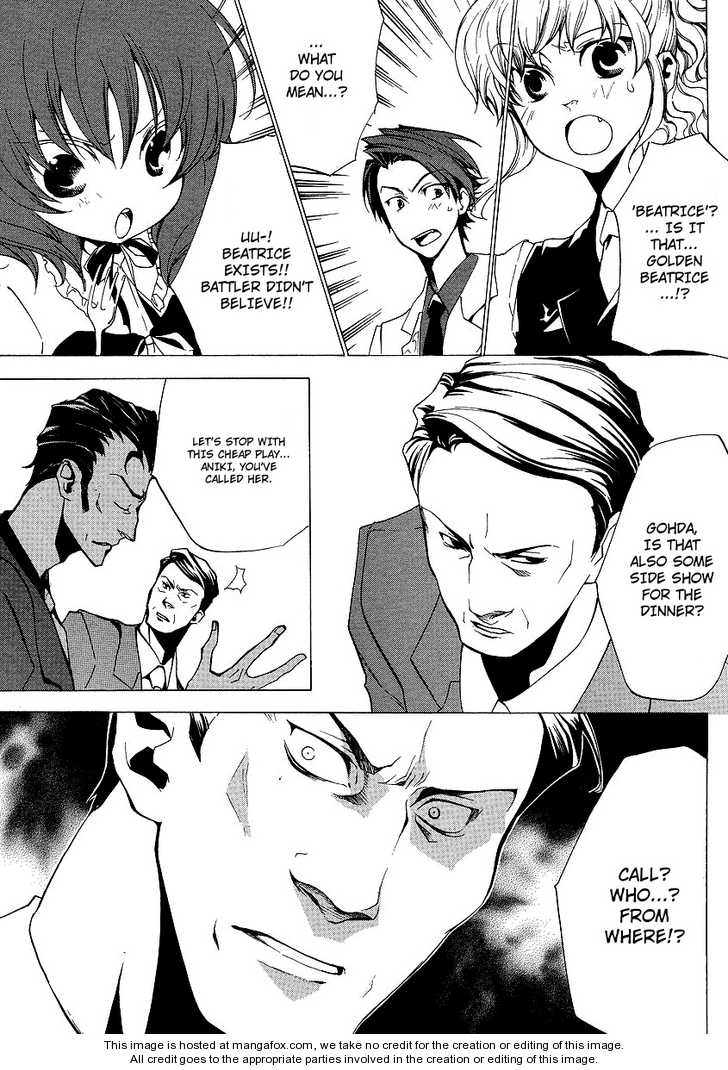 'BEATRICE'?
... IS IT
THAT...
GOLDEN
BEATRICE
...!?
...
WHAT
DO YOU
MEAN...?
UU-!
BEATRICE
EXISTS!!
BATTLER DIDN'T
BELIEVE!!
GOHDA,
IS THAT
ALSO SOME
SIDE SHOW
FOR THE
DINNER?
LET'S STOP WITH
THIS CHEAP PLAY...
ANIKI, YOU'VE
CALLED HER.
CALL?
WHO...?
FROM
WHERE!?
This image is hosted at mangafox.com, we take no credit for the creation or editing of this image.
All credit goes to the appropriate parties involved in the creation or editing of this image.